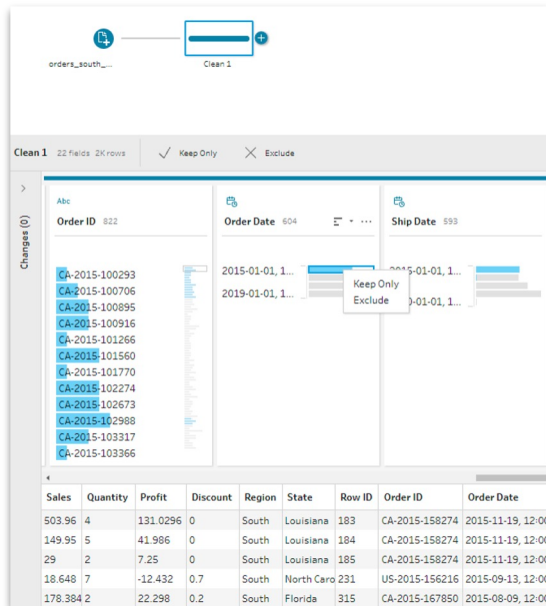 orders_south_...
Clean 1
Clean 1 22 fields 2K rows Keep Only Exclude
Changes (0)
Abc
Order ID 822
Order Date 604 ...
Ship Date 593
CA-2015-100293
CA-2015-100706
CA-2015-100895
CA-2015-100916
CA-2015-101266
CA-2015-101560
CA-2015-101770
CA-2015-102274
CA-2015-102673
CA-2015-102988
CA-2015-103317
CA-2015-103366
2015-01-01, 1...
2019-01-01, 1...
Keep Only
Exclude
2015-01-01, 1...
0-01-01, 1...
Sales Quantity Profit Discount Region State Row ID Order ID Order Date
503.96 4 131.0296 0 South Louisiana 183 CA-2015-158274 2015-11-19, 12:00
149.95 5 41.986 0 South Louisiana 184 CA-2015-158274 2015-11-19, 12:00
29 2 7.25 0 South Louisiana 185 CA-2015-158274 2015-11-19, 12:00
18.648 7 -12.432 0.7 South North Caro 231 US-2015-156216 2015-09-13, 12:00
178.384 2 22.298 0.2 South Florida 315 CA-2015-167850 2015-08-09, 12:00